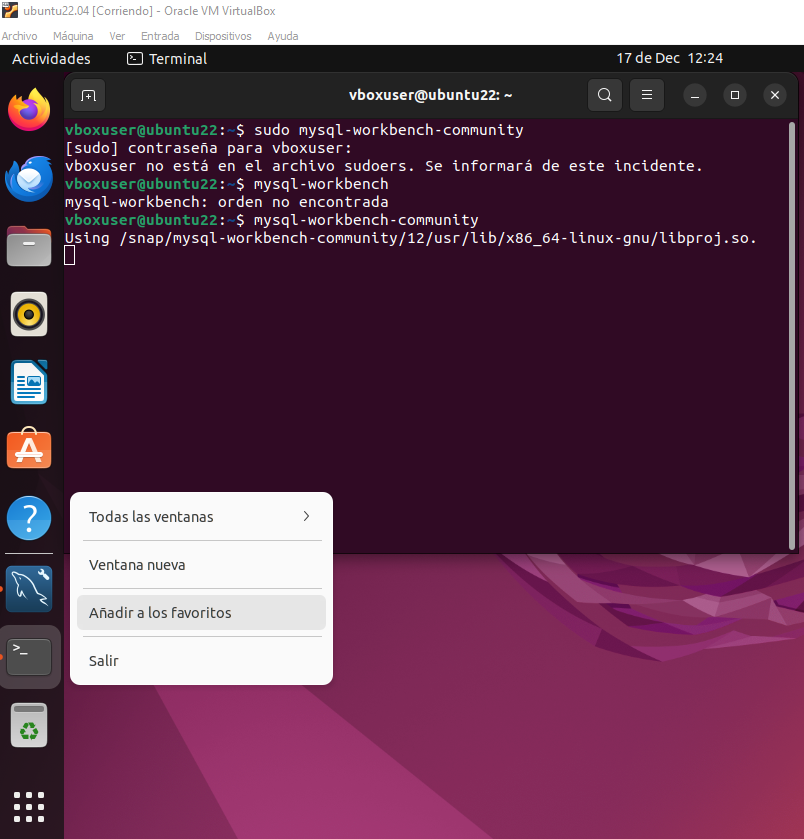 ubuntu22.04 [Corriendo] - Oracle VM VirtualBox
Archivo Máquina Ver Entrada Dispositivos Ayuda
Actividades Terminal 17 de Dec 12:24
vboxuser@ubuntu22: ~
vboxuser@ubuntu22:~$ sudo mysql-workbench-community
[sudo] contraseña para vboxuser:
vboxuser no está en el archivo sudoers. Se informará de este incidente.
vboxuser@ubuntu22:~$ mysql-workbench
mysql-workbench: orden no encontrada
vboxuser@ubuntu22:~$ mysql-workbench-community
Using /snap/mysql-workbench-community/12/usr/lib/x86_64-linux-gnu/libproj.so.
Todas las ventanas
Ventana nueva
Añadir a los favoritos
Salir